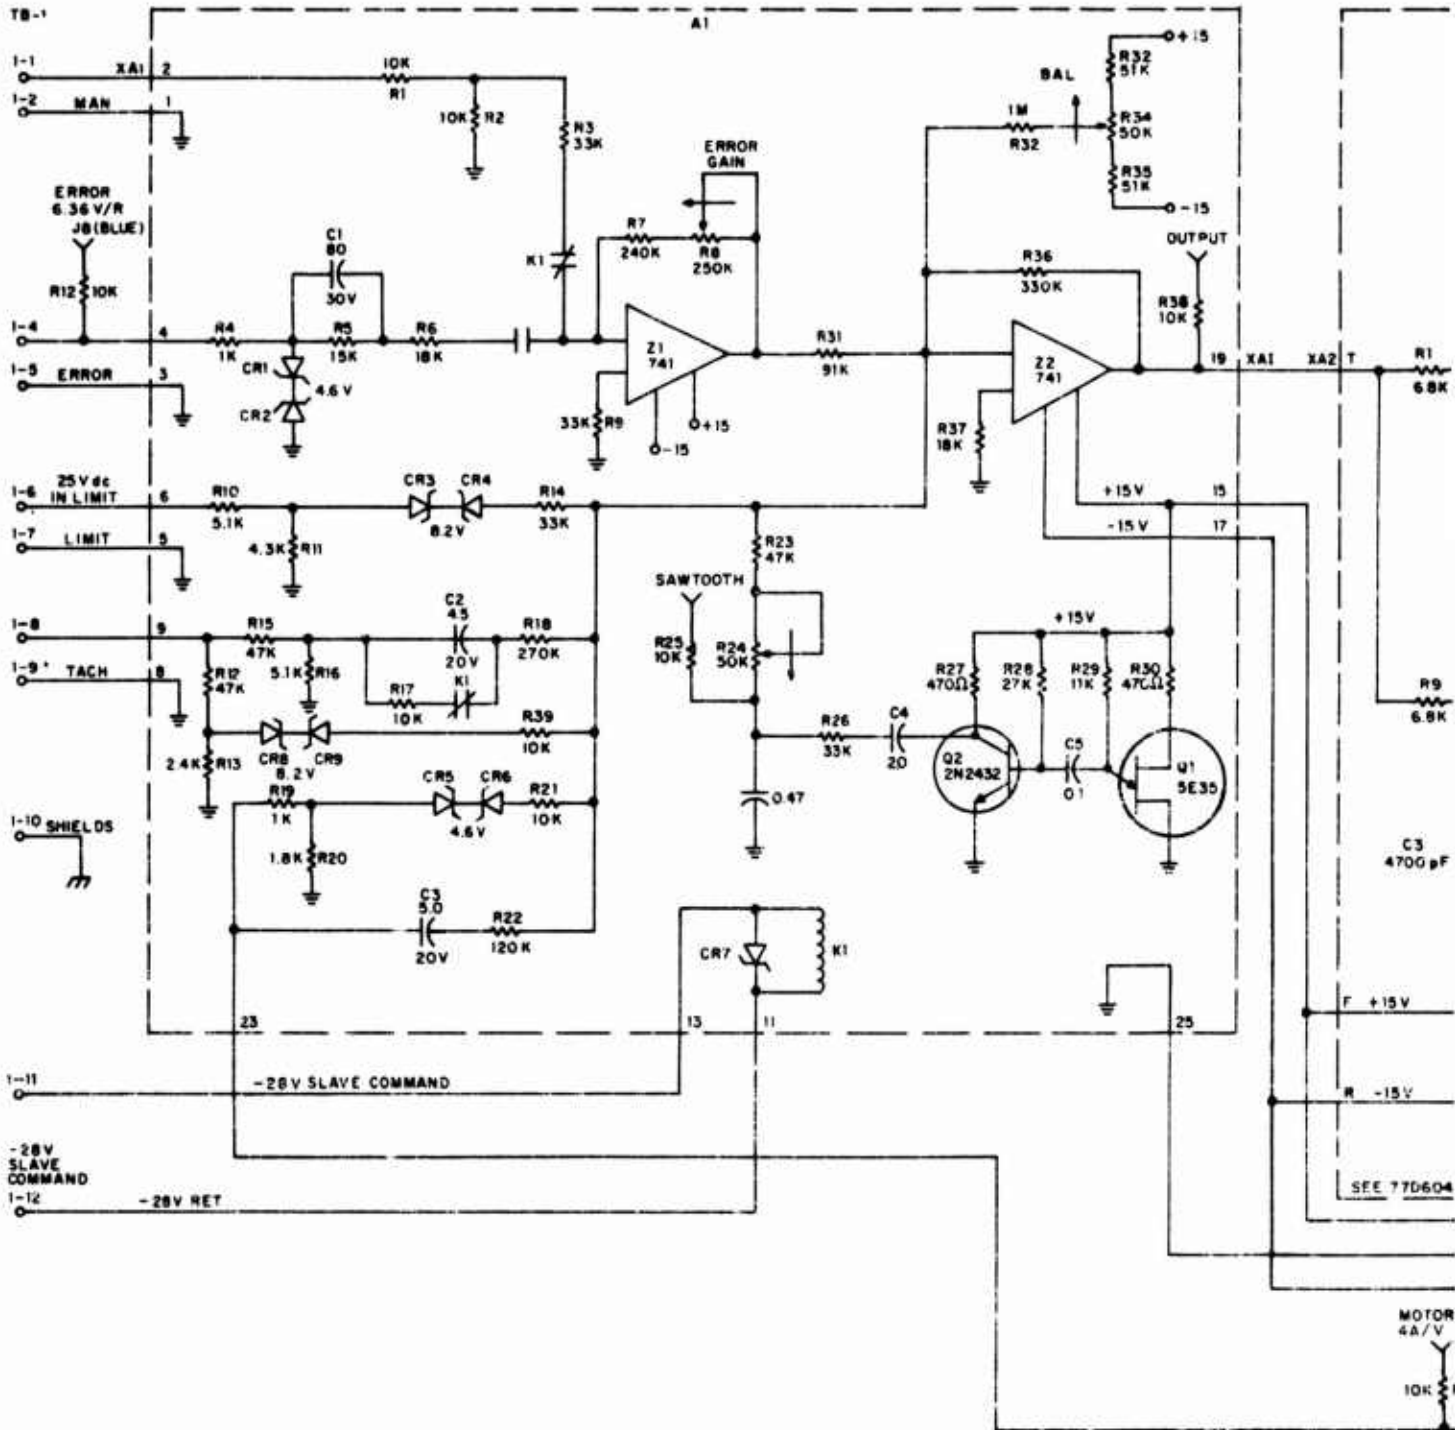 TB-1
A1
1-1
XA1 2
10K
R1
1-2
MAN
1
10K R2
R3
33K
ERROR
GAIN
BAL
1M
R32
+15
R32
51K
R34
50K
R35
51K
-15
ERROR
6.36 V/R
J8 (BLUE)
R12 10K
C1
80
30V
K1
R7
240K
R8
250K
R36
330K
OUTPUT
R38
10K
1-4
4
R4
1K
R5
15K
R6
18K
Z1
741
R31
91K
Z2
741
19 XA1
XA2 T
R1
6.8K
1-5
ERROR
3
CR1
4.6 V
CR2
33K R9
-15
+15
R37
18K
1-6
25V dc
IN LIMIT
6
R10
5.1K
CR3
CR4
8.2V
R14
33K
+15V
15
-15V
17
1-7
LIMIT
5
4.3K R11
R23
47K
SAWTOOTH
1-8
9
R15
47K
C2
4.5
20V
R18
270K
R25
10K
R24
50K
+15V
1-9
TACH
8
R12
47K
5.1K R16
R17
10K
K1
R27
470Ω
R28
27K
R29
11K
R30
470Ω
R9
6.8K
CR8
CR9
8.2V
R39
10K
R26
33K
C4
20
2.4K R13
R19
1K
CR5
CR6
4.6V
R21
10K
0.47
Q2
2N2432
C5
0.1
Q1
5E35
1-10
SHIELDS
1.8K R20
C3
4700 pF
C3
5.0
20V
R22
120K
CR7
K1
23
13
11
25
F +15V
1-11
-28V SLAVE COMMAND
R -15V
-28V
SLAVE
COMMAND
1-12
-28V RET
SEE 77D604
MOTOR
4A/V
10K